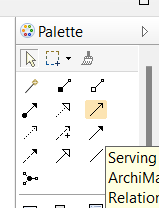 Palette
Serving
ArchiMa
Relation